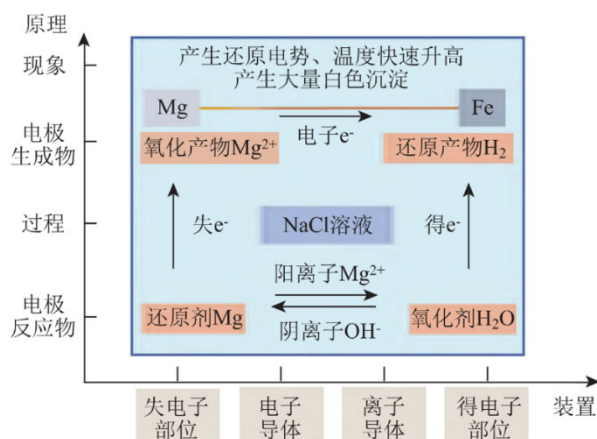 原理
现象
产生还原电势、温度快速升高
产生大量白色沉淀
Mg
Fe
电子e-
电极
生成物
氧化产物Mg²⁺
还原产物H₂
过程
失e-
NaCl溶液
得e-
阳离子Mg²⁺
电极
反应物
还原剂Mg
阴离子OH-
氧化剂H₂O
失电子
部位
电子
导体
离子
导体
得电子
部位
装置